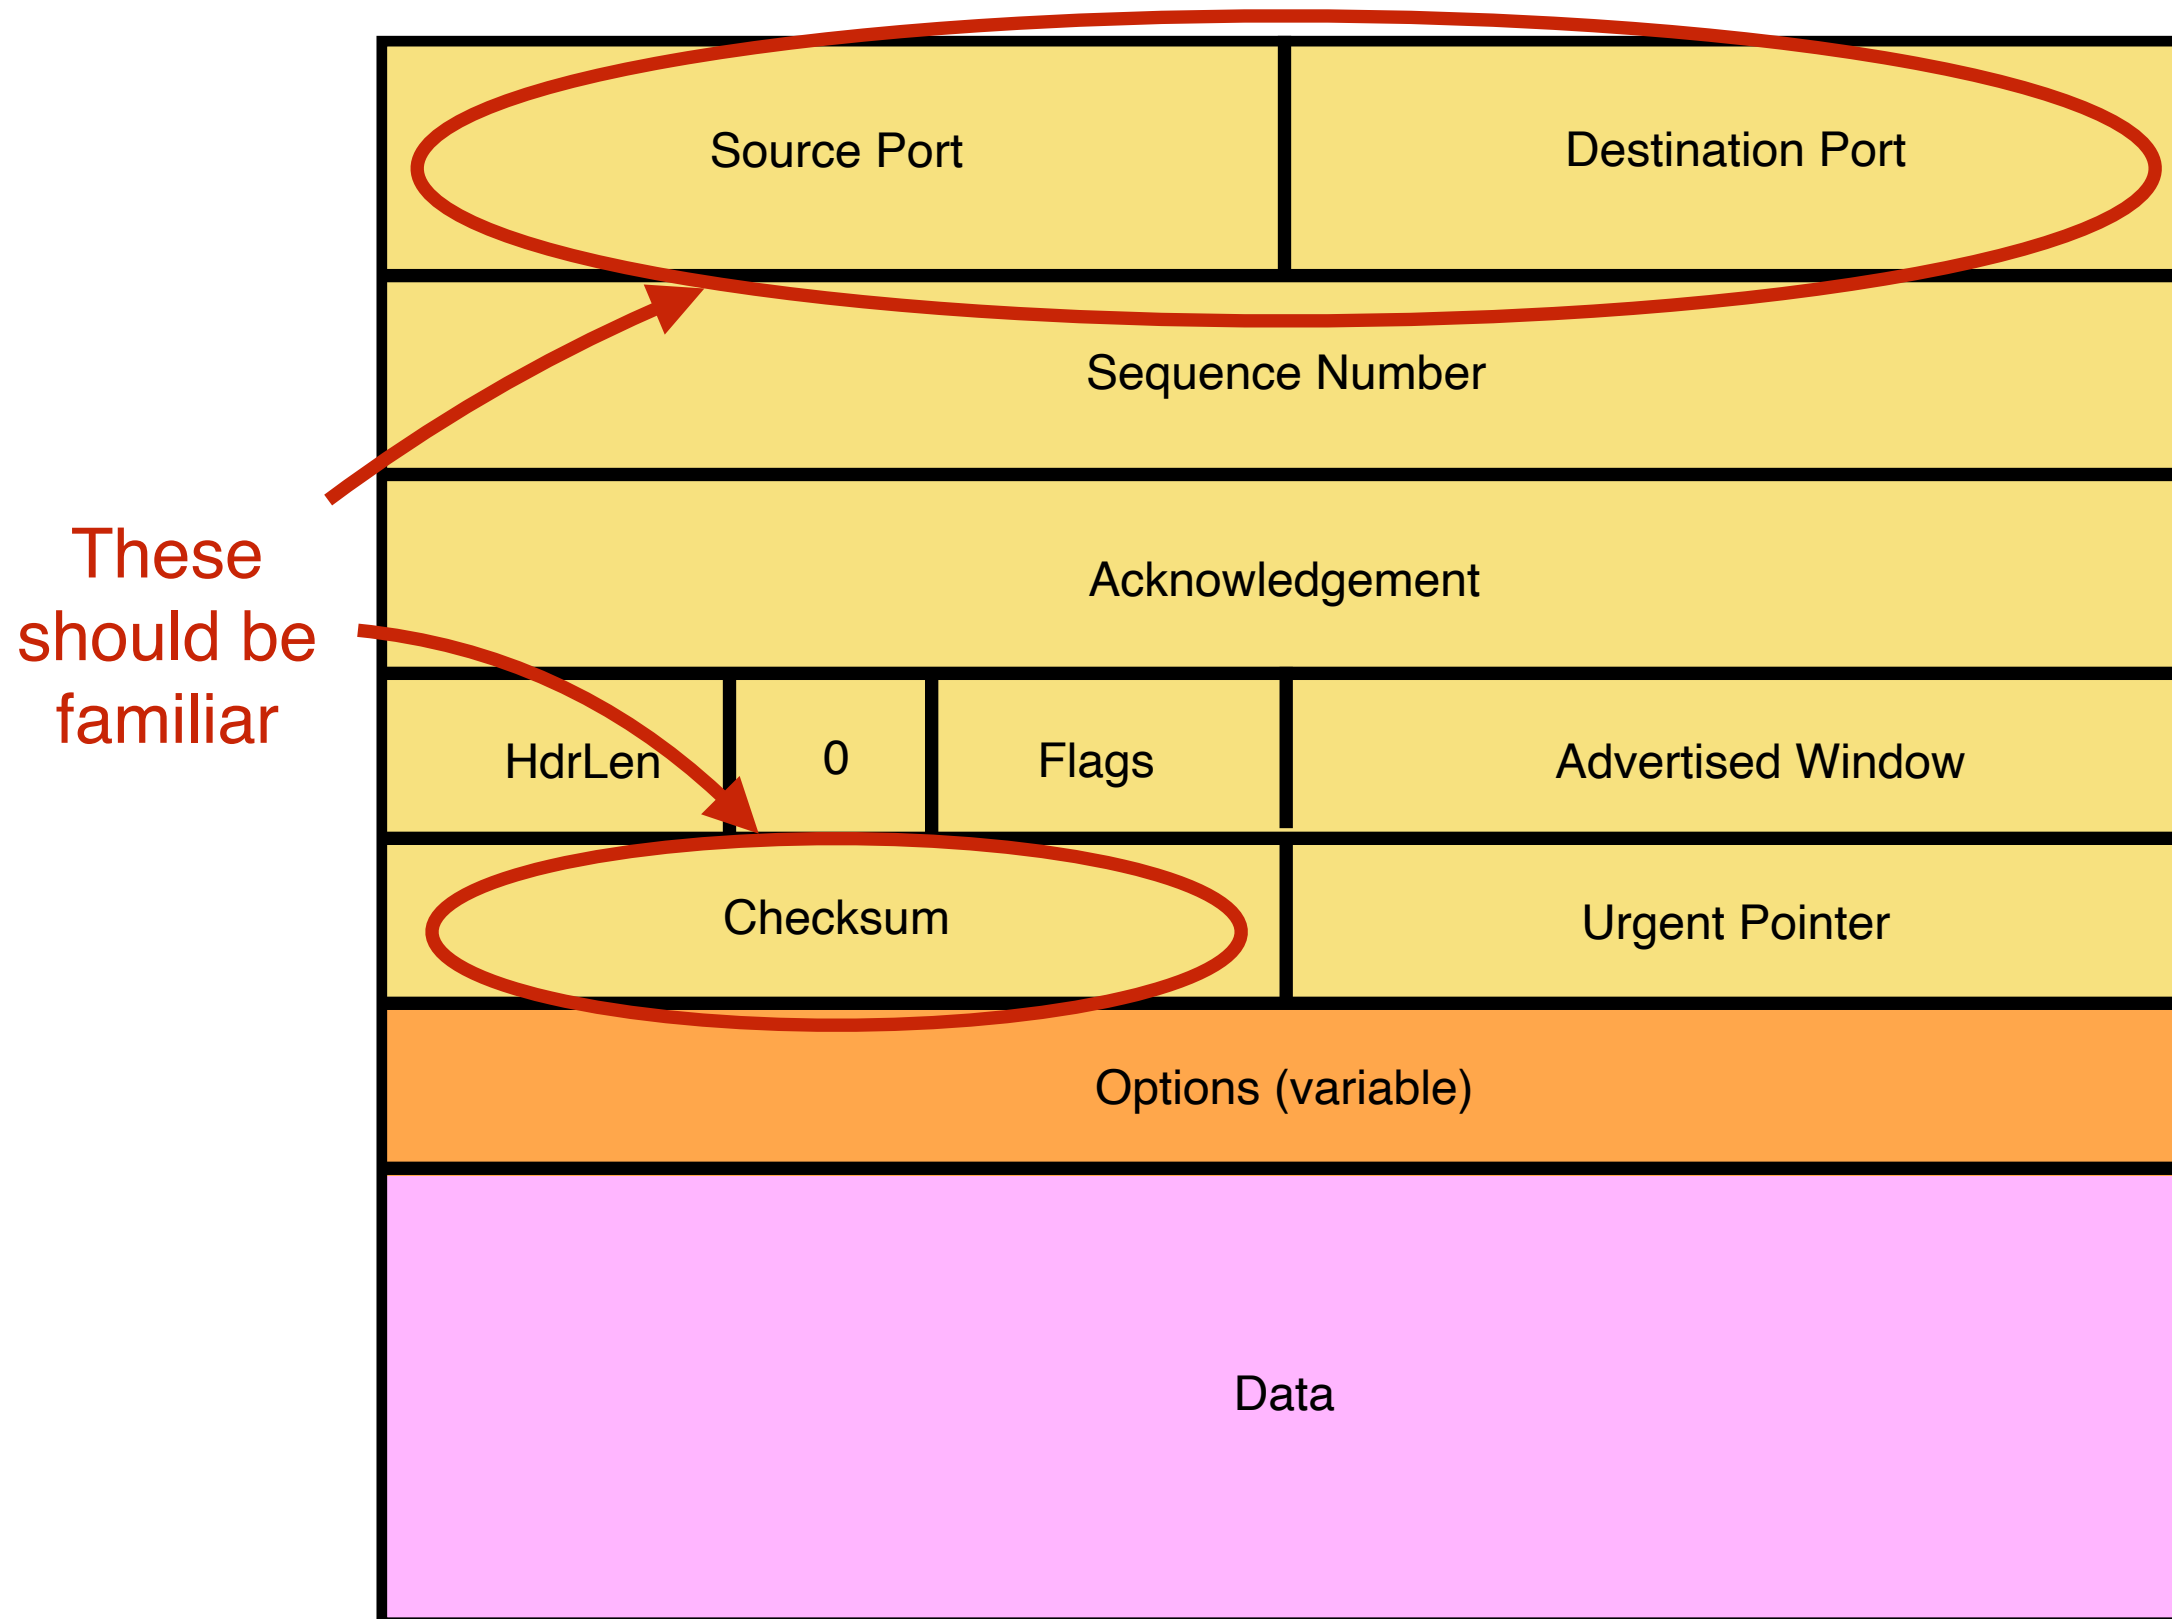 Source Port
Destination Port
Sequence Number
These
should be
familiar
Acknowledgement
HdrLen
0
Flags
Advertised Window
Checksum
Urgent Pointer
Options (variable)
Data